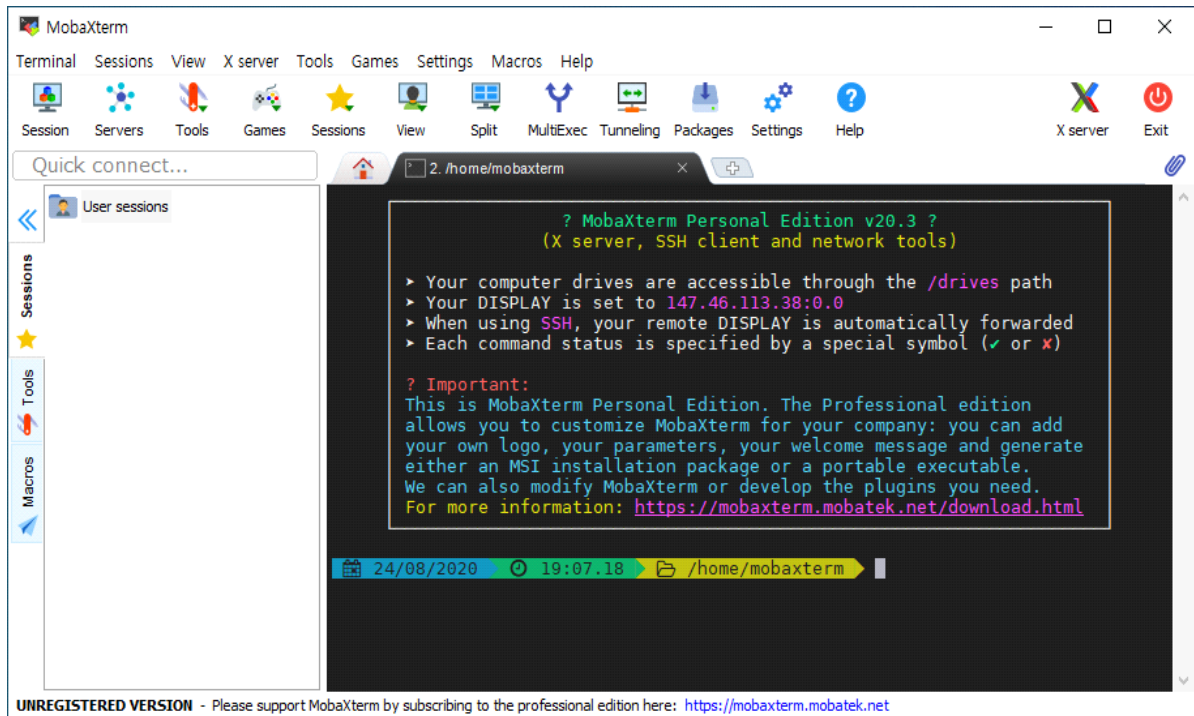 MobaXterm
Terminal Sessions View X server Tools Games Settings Macros Help
Session Servers Tools Games Sessions View Split MultiExec Tunneling Packages Settings Help X server Exit
Quick connect...
2. /home/mobaxterm
User sessions
Sessions
Tools
Macros
? MobaXterm Personal Edition v20.3 ?
(X server, SSH client and network tools)
➤ Your computer drives are accessible through the /drives path
➤ Your DISPLAY is set to 147.46.113.38:0.0
➤ When using SSH, your remote DISPLAY is automatically forwarded
➤ Each command status is specified by a special symbol (✔ or ✘)
? Important:
This is MobaXterm Personal Edition. The Professional edition
allows you to customize MobaXterm for your company: you can add
your own logo, your parameters, your welcome message and generate
either an MSI installation package or a portable executable.
We can also modify MobaXterm or develop the plugins you need.
For more information: https://mobaxterm.mobatek.net/download.html
24/08/2020 19:07.18 /home/mobaxterm
UNREGISTERED VERSION - Please support MobaXterm by subscribing to the professional edition here: https://mobaxterm.mobatek.net